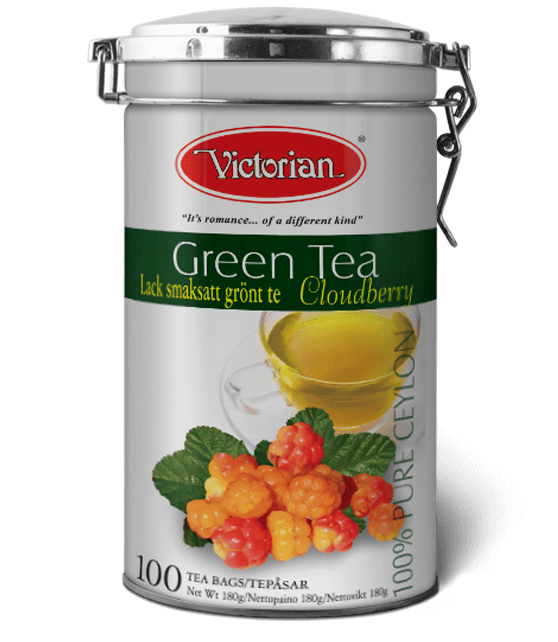 Victorian
®
"It's romance... of a different kind"
Green Tea
Lack smaksatt grönt te Cloudberry
100% PURE CEYLON
100 TEA BAGS/TEPÅSAR
Net Wt 180g/Nettopaino 180g/Nettovikt 180g